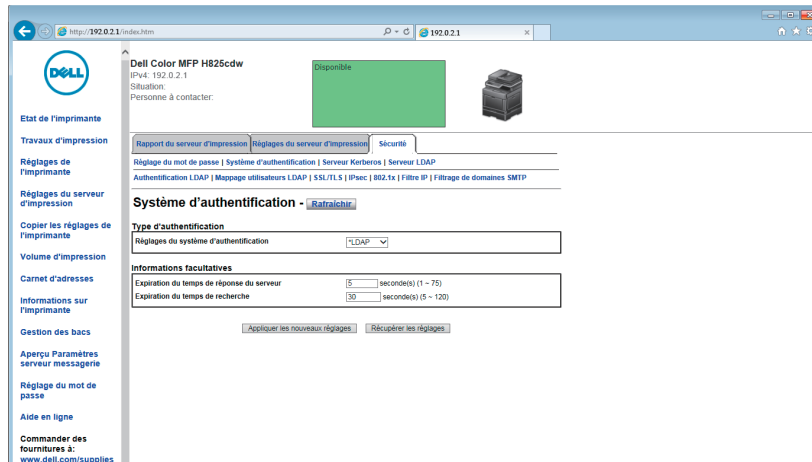 http://192.0.2.1/index.htm
192.0.2.1
DELL
Dell Color MFP H825cdw
IPv4: 192.0.2.1
Situation:
Personne à contacter:
Disponible
Etat de l'imprimante
Travaux d'impression
Réglages de l'imprimante
Réglages du serveur d'impression
Copier les réglages de l'imprimante
Volume d'impression
Carnet d'adresses
Informations sur l'imprimante
Gestion des bacs
Aperçu Paramètres serveur messagerie
Réglage du mot de passe
Aide en ligne
Commander des fournitures à:
www.dell.com/supplies
Rapport du serveur d'impression
Réglages du serveur d'impression
Sécurité
Réglage du mot de passe | Système d'authentification | Serveur Kerberos | Serveur LDAP
Authentification LDAP | Mappage utilisateurs LDAP | SSL/TLS | IPsec | 802.1x | Filtre IP | Filtrage de domaines SMTP
Système d'authentification - Rafraîchir
Type d'authentification
Réglages du système d'authentification *LDAP
Informations facultatives
Expiration du temps de réponse du serveur 5 seconde(s) (1 ~ 75)
Expiration du temps de recherche 30 seconde(s) (5 ~ 120)
Appliquer les nouveaux réglages Récupérer les réglages